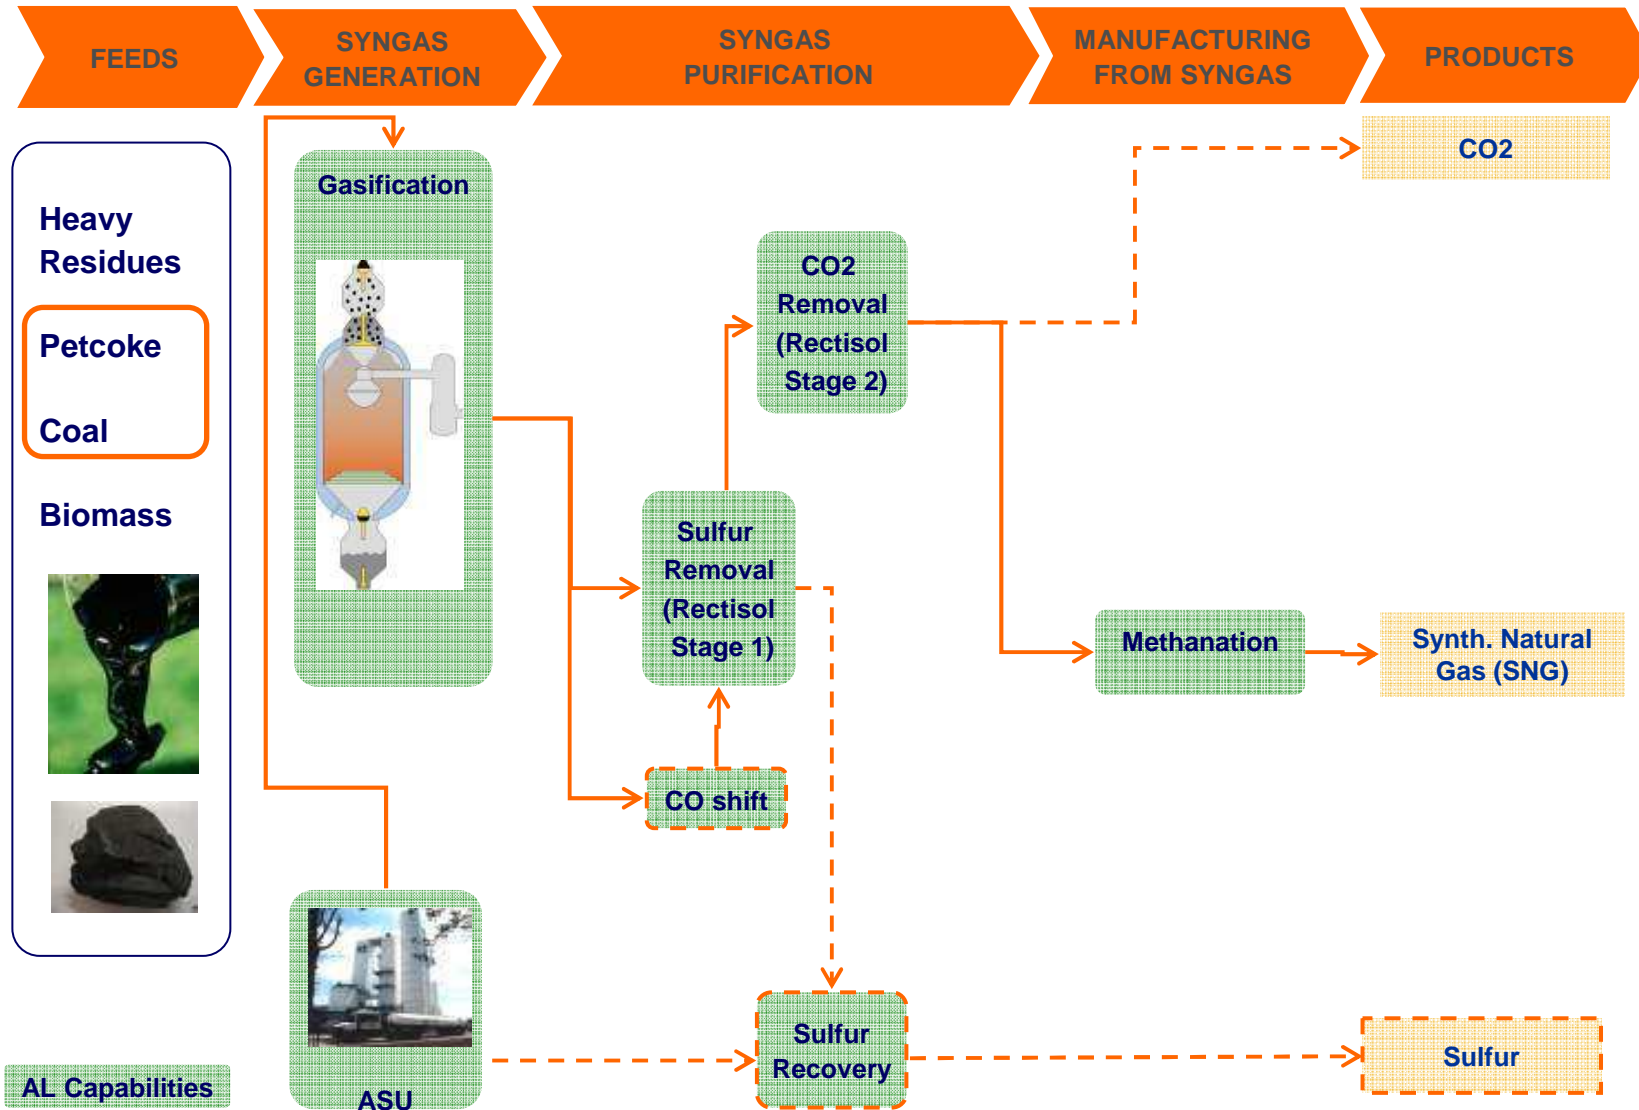 FEEDS
SYNGAS
GENERATION
SYNGAS
PURIFICATION
MANUFACTURING
FROM SYNGAS
PRODUCTS
Heavy
Residues
Petcoke
Coal
Biomass
AL Capabilities
Gasification
ASU
CO2
Removal
(Rectisol
Stage 2)
Sulfur
Removal
(Rectisol
Stage 1)
CO shift
Sulfur
Recovery
Methanation
CO2
Synth. Natural
Gas (SNG)
Sulfur